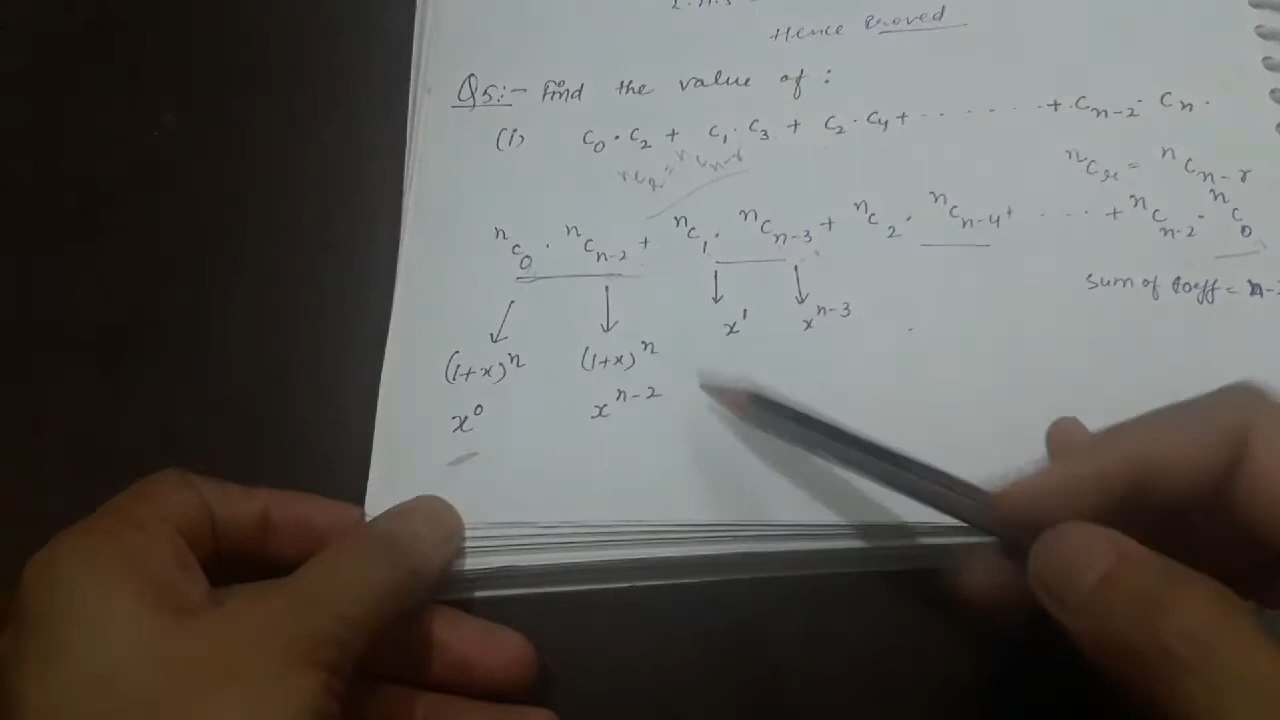 Hence Proved
Q5:- Find the value of :
(i) C₀ . C₂ + C₁ . C₃ + C₂ . C₄ + . . . . . . . + Cₙ₋₂ . Cₙ .
ⁿCᵣ = ⁿCₙ₋ᵣ ⁿCᵣ = ⁿCₙ₋ᵣ
ⁿC₀ . ⁿCₙ₋₂ + ⁿC₁ . ⁿCₙ₋₃ + ⁿC₂ . ⁿCₙ₋₄ + . . . . + ⁿCₙ₋₂ . ⁿC₀
sum of coeff = n-
↓ ↓ ↓ ↓
x¹ xⁿ⁻³
(1+x)ⁿ (1+x)ⁿ
x⁰ xⁿ⁻²